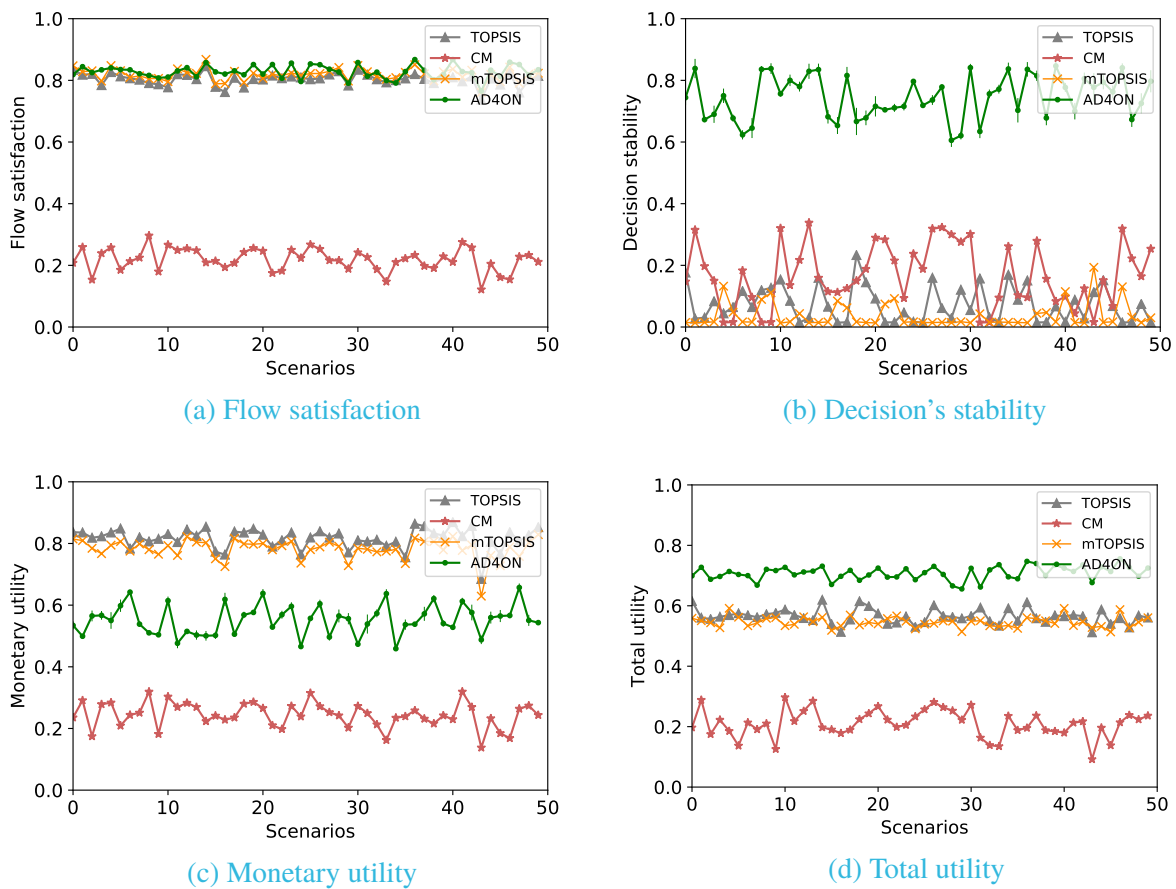 1.0
0.8
0.6
0.4
0.2
0.0
Flow satisfaction
TOPSIS
CM
mTOPSIS
AD4ON
0 10 20 30 40 50
Scenarios
(a) Flow satisfaction
1.0
0.8
0.6
0.4
0.2
0.0
Decision stability
TOPSIS
CM
mTOPSIS
AD4ON
0 10 20 30 40 50
Scenarios
(b) Decision's stability
1.0
0.8
0.6
0.4
0.2
0.0
Monetary utility
TOPSIS
CM
mTOPSIS
AD4ON
0 10 20 30 40 50
Scenarios
(c) Monetary utility
1.0
0.8
0.6
0.4
0.2
0.0
Total utility
TOPSIS
CM
mTOPSIS
AD4ON
0 10 20 30 40 50
Scenarios
(d) Total utility